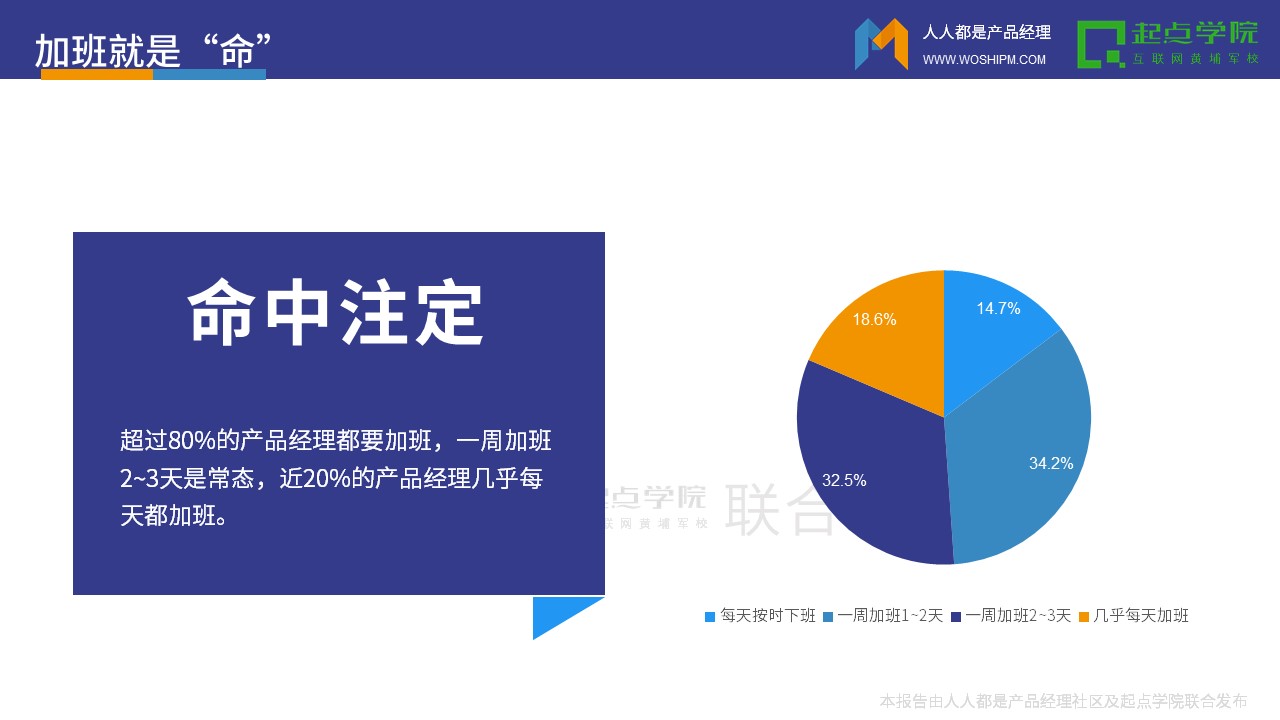 加班就是“命”
人人都是产品经理
WWW.WOSHIPM.COM
起点学院
互联网黄埔军校
命中注定
超过80%的产品经理都要加班，一周加班
2~3天是常态，近20%的产品经理几乎每
天都加班。
14.7%
18.6%
34.2%
32.5%
起点学院
联网黄埔军校
联合
每天按时下班
一周加班1~2天
一周加班2~3天
几乎每天加班
本报告由人人都是产品经理社区及起点学院联合发布